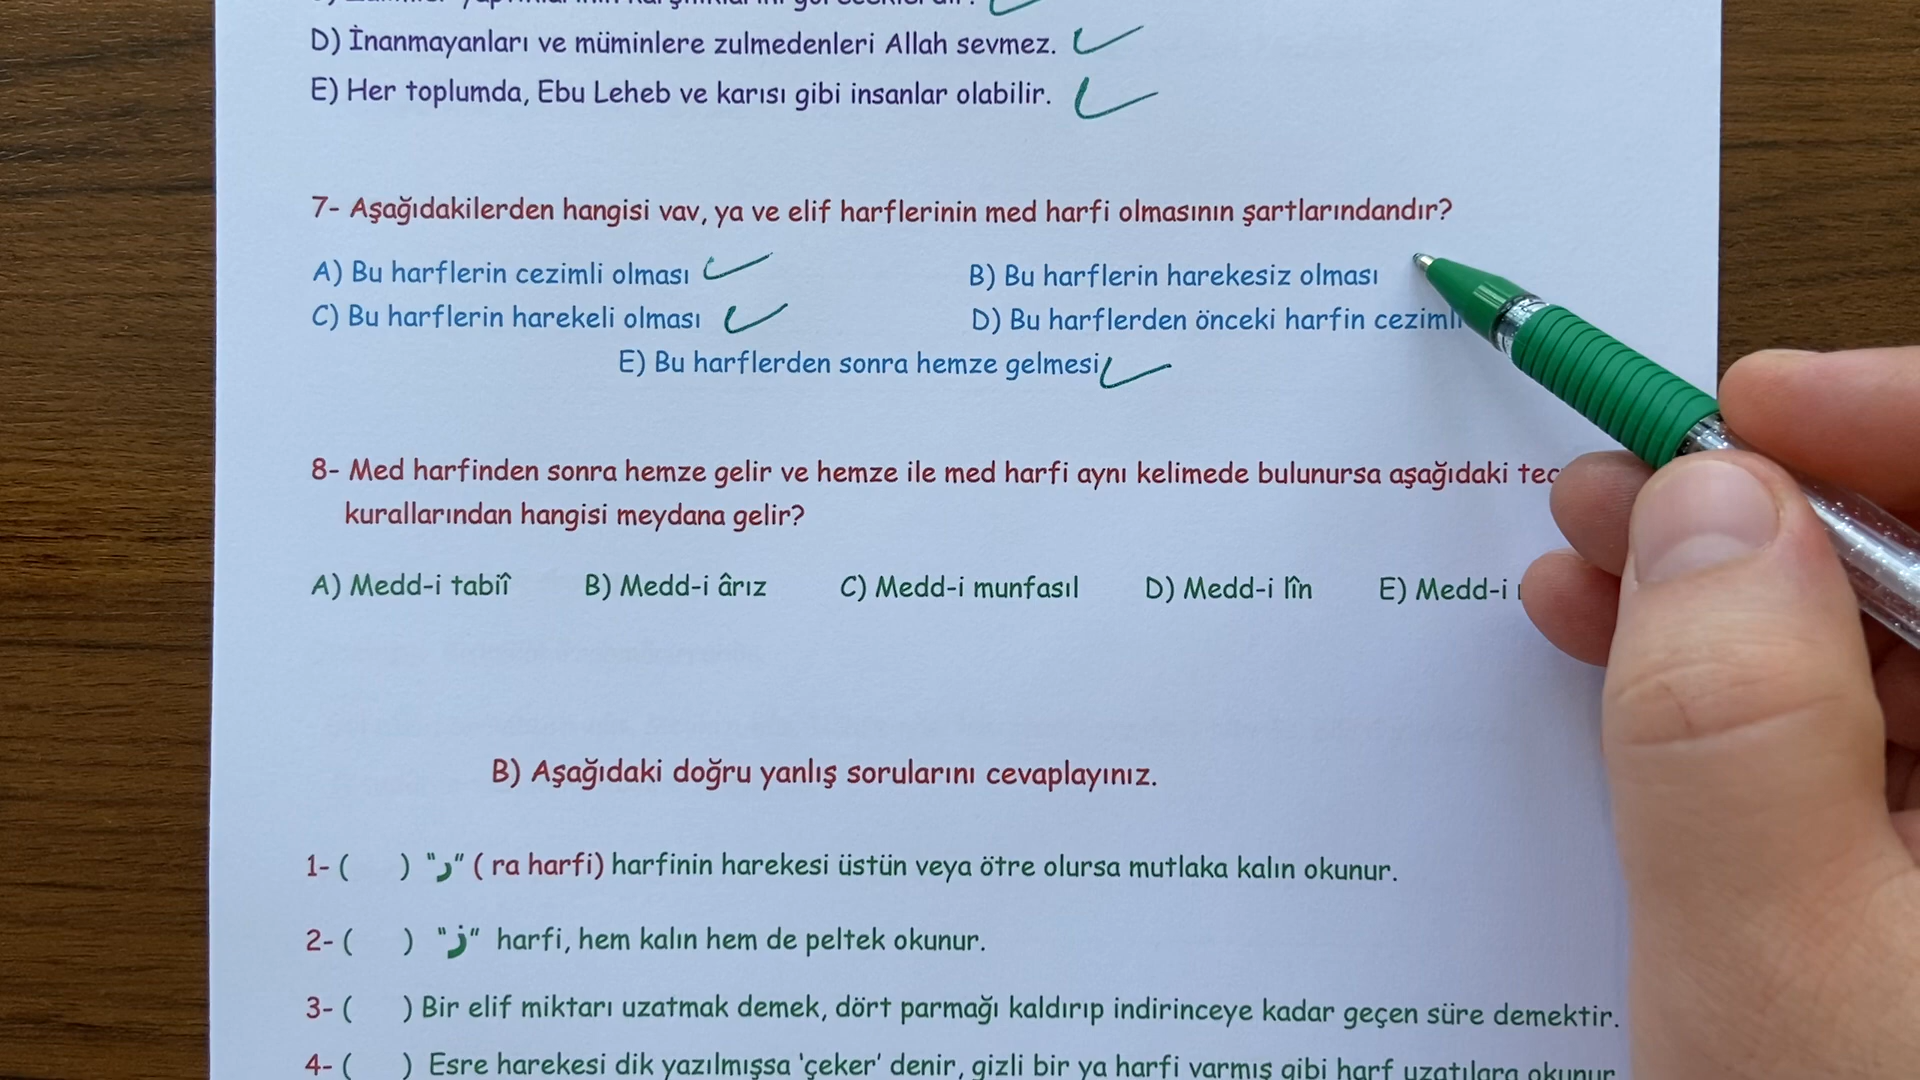 D) İnanmayanları ve müminlere zulmedenleri Allah sevmez.
E) Her toplumda, Ebu Leheb ve karısı gibi insanlar olabilir.
7- Aşağıdakilerden hangisi vav, ya ve elif harflerinin med harfi olmasının şartlarındandır?
A) Bu harflerin cezimli olması B) Bu harflerin harekesiz olması
C) Bu harflerin harekeli olması D) Bu harflerden önceki harfin
E) Bu harflerden sonra hemze gelmesi
8- Med harfinden sonra hemze gelir ve hemze ile med harfi aynı kelimede bulunursa aşağıdaki
kurallarından hangisi meydana gelir?
A) Medd-i tabiî B) Medd-i ârız C) Medd-i munfasıl D) Medd-i lîn E) Medd-i
B) Aşağıdaki doğru yanlış sorularını cevaplayınız.
1- ( ) "ر" ( ra harfi) harfinin harekesi üstün veya ötre olursa mutlaka kalın okunur.
2- ( ) "ز" harfi, hem kalın hem de peltek okunur.
3- ( ) Bir elif miktarı uzatmak demek, dört parmağı kaldırıp indirinceye kadar geçen süre demektir.
4- ( ) Esre harekesi dik yazılmışsa 'çeker' denir, gizli bir ya harfi varmış gibi harf uzatılara okunur